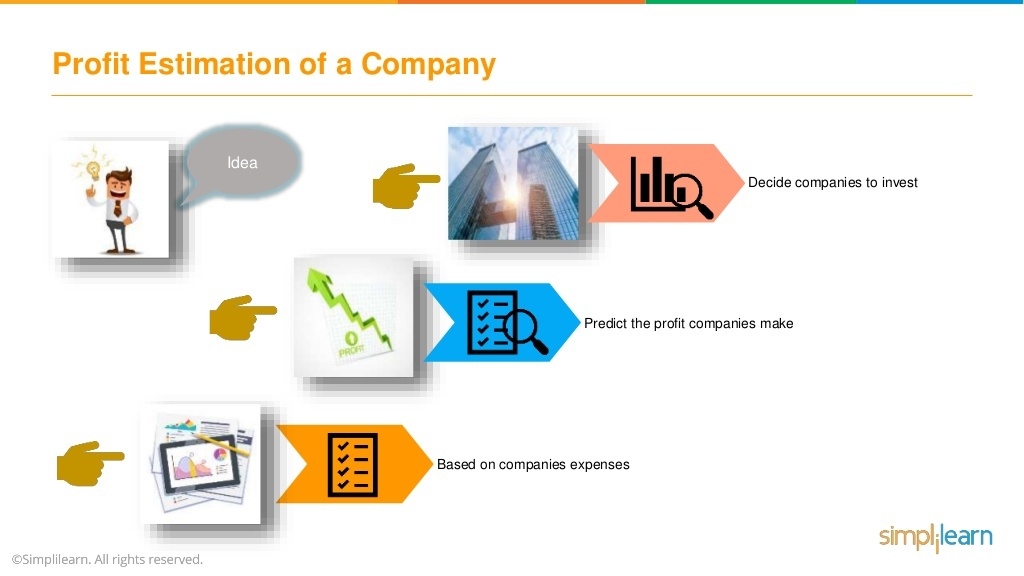 Profit Estimation of a Company
Idea
Decide companies to invest
PROFIT
Predict the profit companies make
Based on companies expenses
simplilearn
©Simplilearn. All rights reserved.